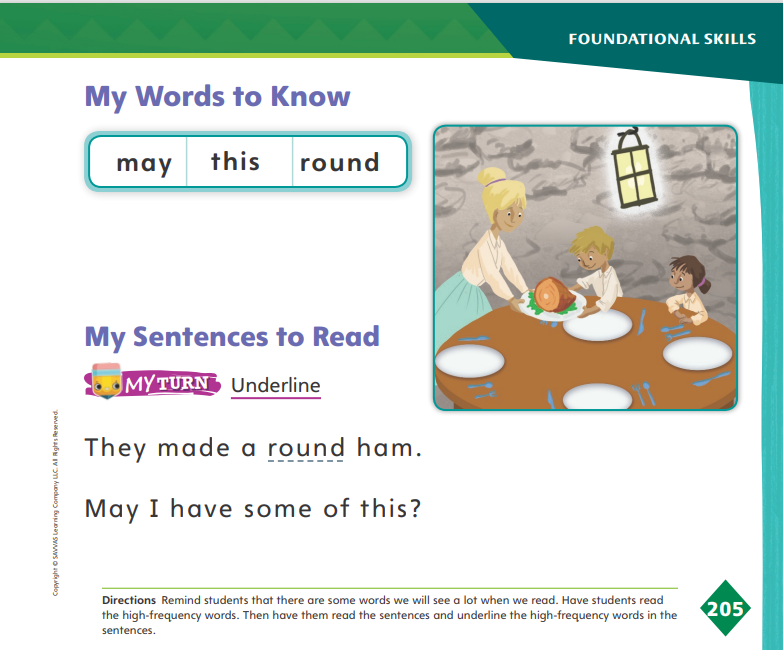 FOUNDATIONAL SKILLS
My Words to Know
may this round
My Sentences to Read
MY TURN Underline
They made a round ham.
May I have some of this?
Copyright © SAVVAS Learning Company LLC. All Rights Reserved.
Directions Remind students that there are some words we will see a lot when we read. Have students read
the high-frequency words. Then have them read the sentences and underline the high-frequency words in the
sentences.
205